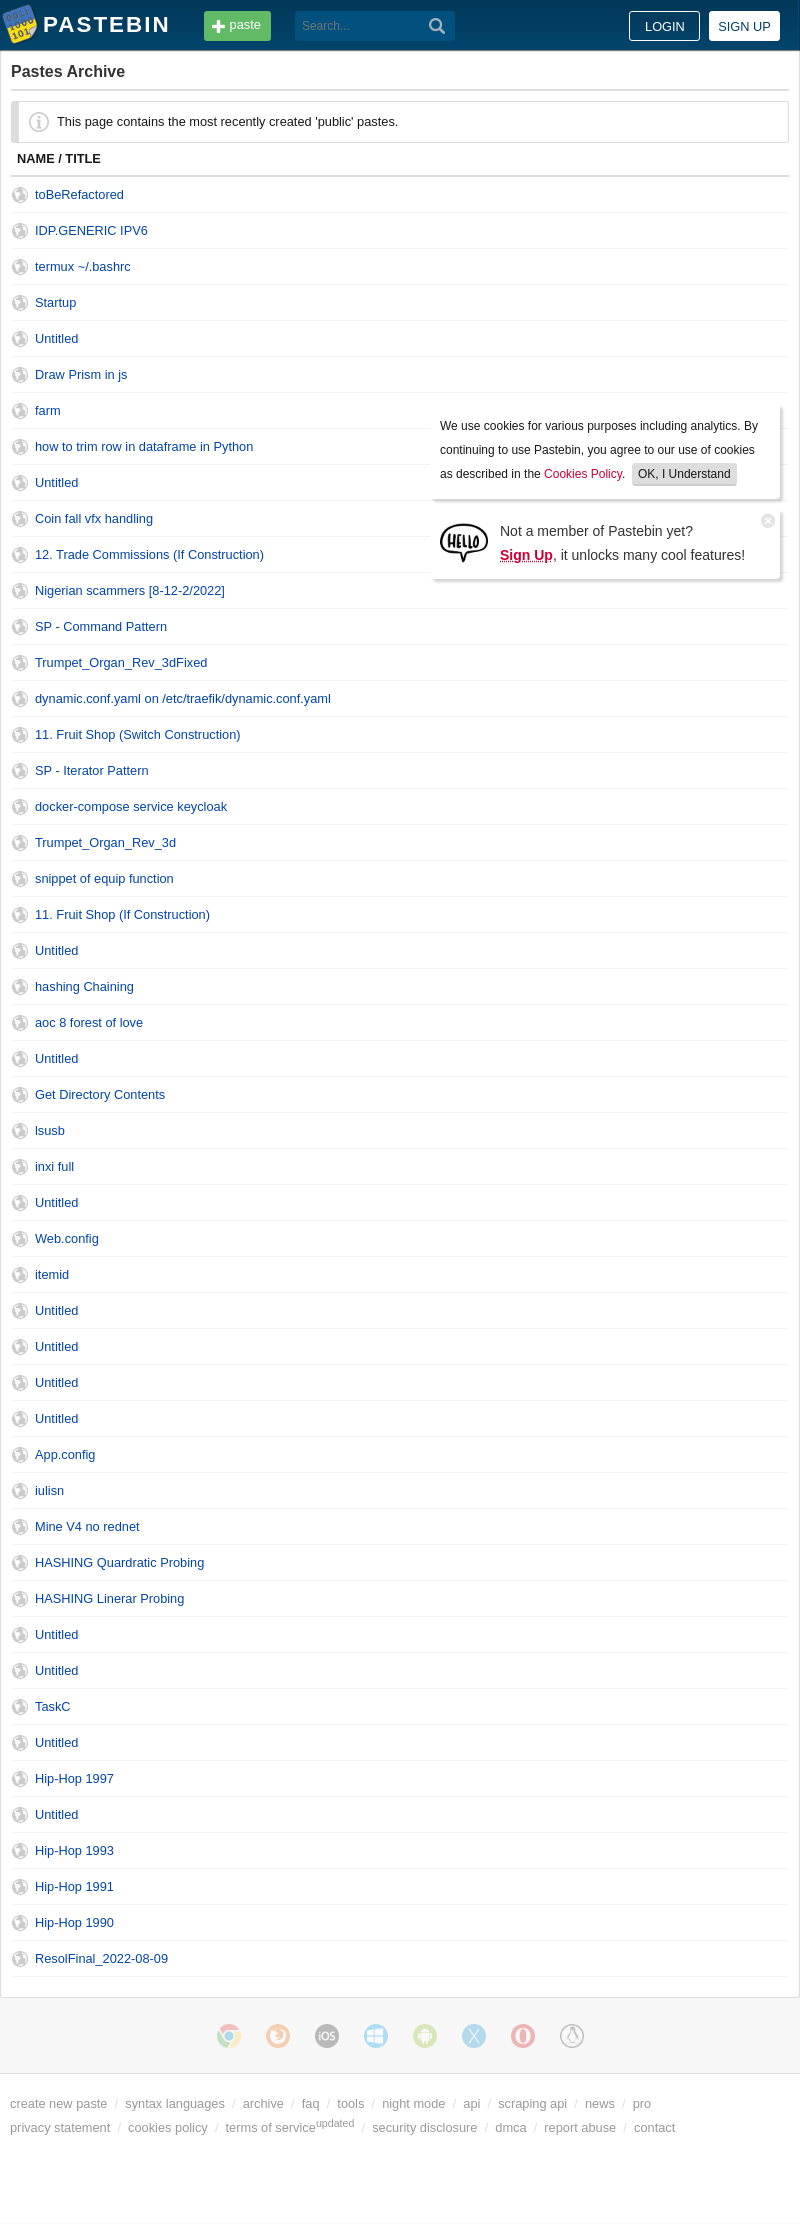 PASTEBIN
paste
Search...
LOGIN
SIGN UP
Pastes Archive
This page contains the most recently created 'public' pastes.
NAME / TITLE
toBeRefactored
IDP.GENERIC IPV6
termux ~/.bashrc
Startup
Untitled
Draw Prism in js
farm
how to trim row in dataframe in Python
Untitled
Coin fall vfx handling
12. Trade Commissions (If Construction)
Nigerian scammers [8-12-2/2022]
We use cookies for various purposes including analytics. By
continuing to use Pastebin, you agree to our use of cookies
as described in the Cookies Policy. OK, I Understand
HELLO
Not a member of Pastebin yet?
Sign Up, it unlocks many cool features!
SP - Command Pattern
Trumpet_Organ_Rev_3dFixed
dynamic.conf.yaml on /etc/traefik/dynamic.conf.yaml
11. Fruit Shop (Switch Construction)
SP - Iterator Pattern
docker-compose service keycloak
Trumpet_Organ_Rev_3d
snippet of equip function
11. Fruit Shop (If Construction)
Untitled
hashing Chaining
aoc 8 forest of love
Untitled
Get Directory Contents
lsusb
inxi full
Untitled
Web.config
itemid
Untitled
Untitled
Untitled
Untitled
App.config
iulisn
Mine V4 no rednet
HASHING Quardratic Probing
HASHING Linerar Probing
Untitled
Untitled
TaskC
Untitled
Hip-Hop 1997
Untitled
Hip-Hop 1993
Hip-Hop 1991
Hip-Hop 1990
ResolFinal_2022-08-09
iOS
create new paste / syntax languages / archive / faq / tools / night mode / api / scraping api / news / pro
privacy statement / cookies policy / terms of service updated / security disclosure / dmca / report abuse / contact